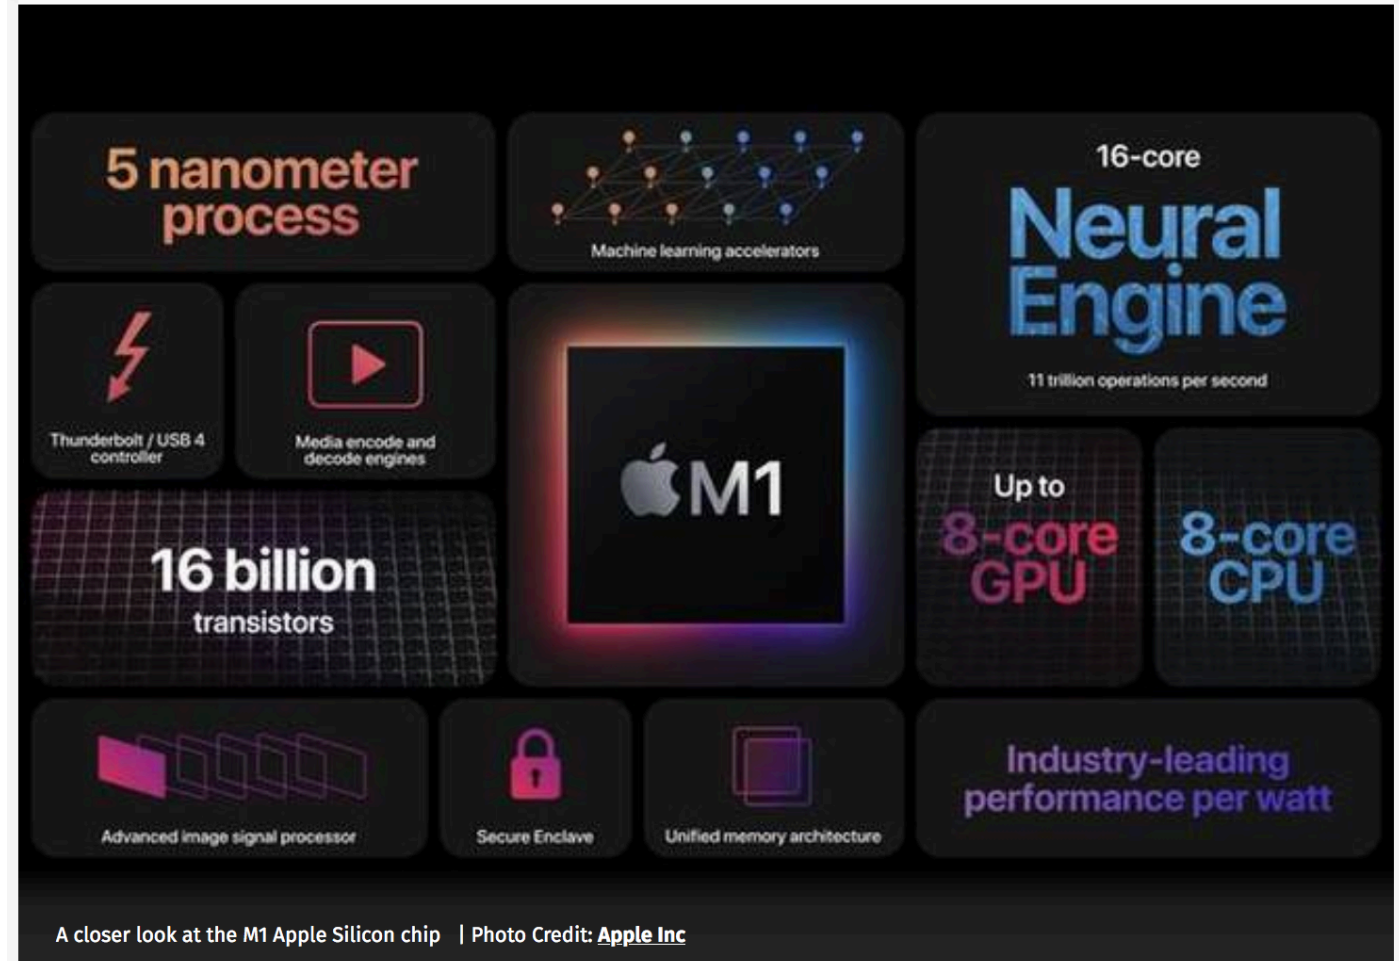 5 nanometer
process
Machine learning accelerators
16-core
Neural
Engine
11 trillion operations per second
Thunderbolt / USB 4
controller
Media encode and
decode engines
M1
Up to
8-core
GPU
8-core
CPU
16 billion
transistors
Advanced image signal processor
Secure Enclave
Unified memory architecture
Industry-leading
performance per watt
A closer look at the M1 Apple Silicon chip | Photo Credit: Apple Inc